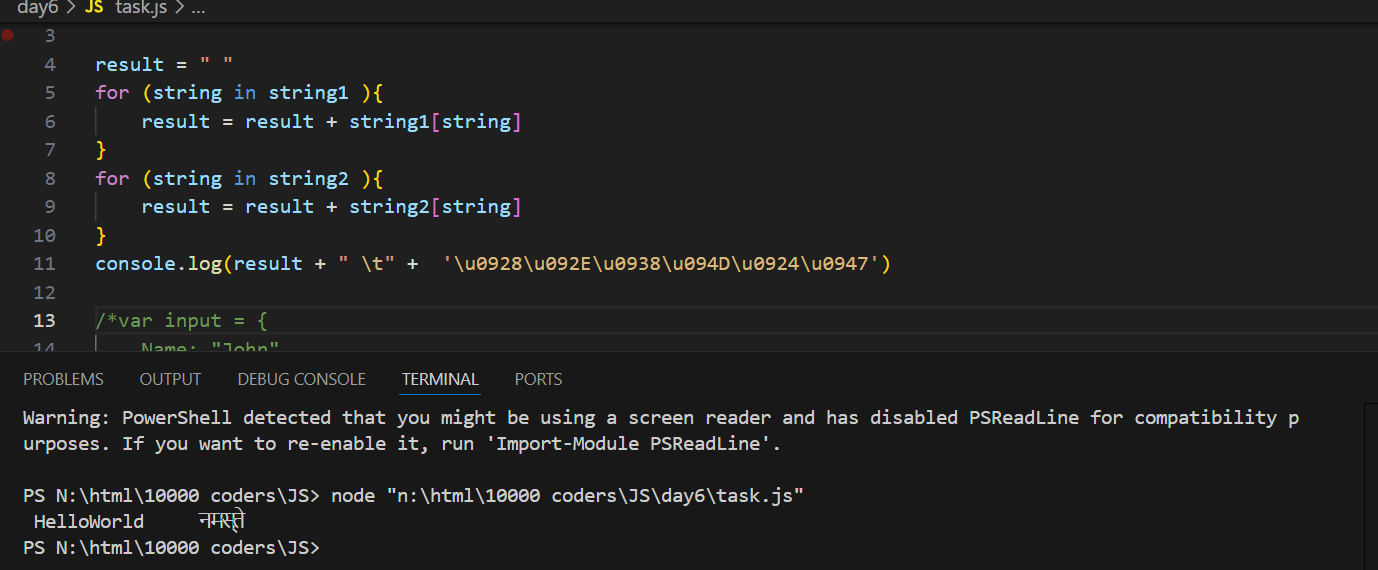 day6 > JS task.js > ...
3
4 result = " "
5 for (string in string1 ){
6 result = result + string1[string]
7 }
8 for (string in string2 ){
9 result = result + string2[string]
10 }
11 console.log(result + " \t" +  '\u0928\u092E\u0938\u094D\u0924\u0947')
12
13 /*var input = {
14 Name: "John"
PROBLEMS OUTPUT DEBUG CONSOLE TERMINAL PORTS
Warning: PowerShell detected that you might be using a screen reader and has disabled PSReadLine for compatibility p
urposes. If you want to re-enable it, run 'Import-Module PSReadLine'.
PS N:\html\10000 coders\JS> node "n:\html\10000 coders\JS\day6\task.js"
HelloWorld नमस्ते
PS N:\html\10000 coders\JS>